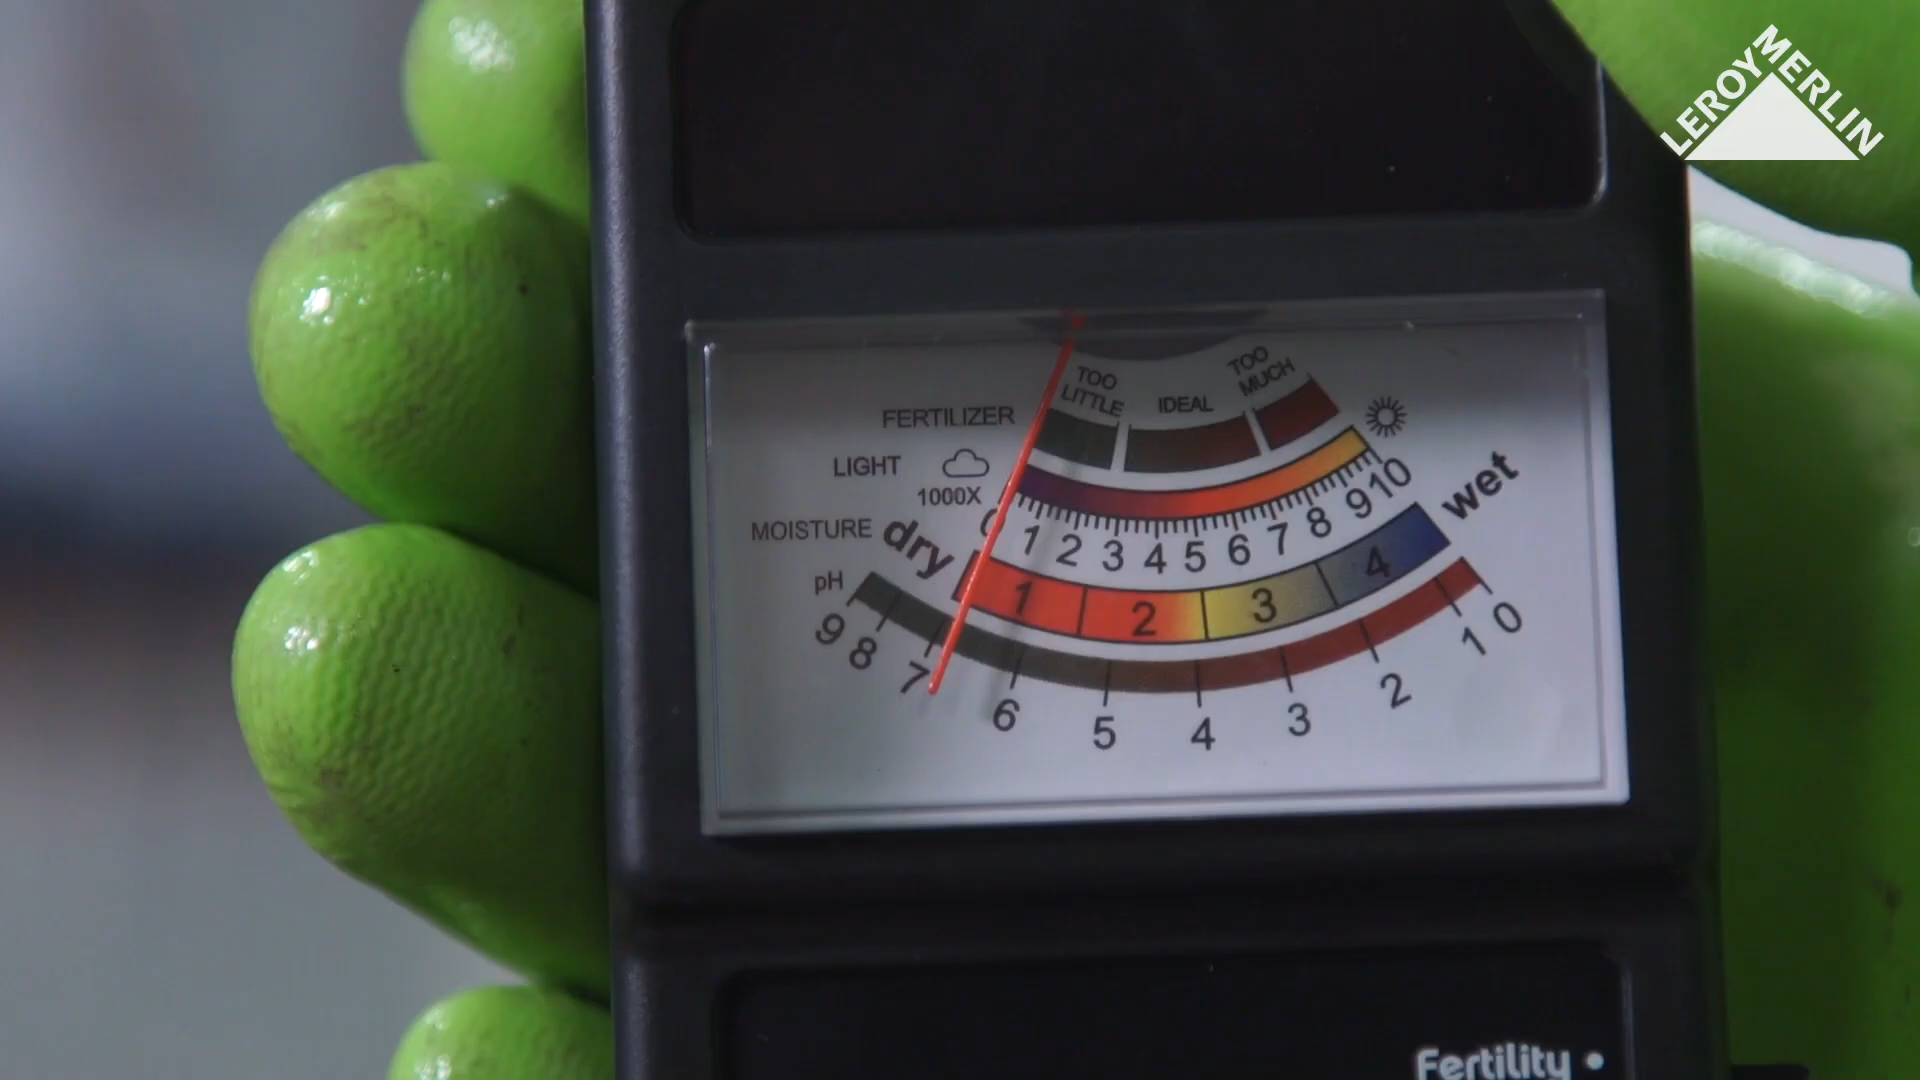 LEROY MERLIN
TOO LITTLE
IDEAL
TOO MUCH
FERTILIZER
LIGHT
1000X
0 1 2 3 4 5 6 7 8 9 10
MOISTURE dry 1 2 3 4 wet
pH
9 8 7 6 5 4 3 2 1 0
Fertility